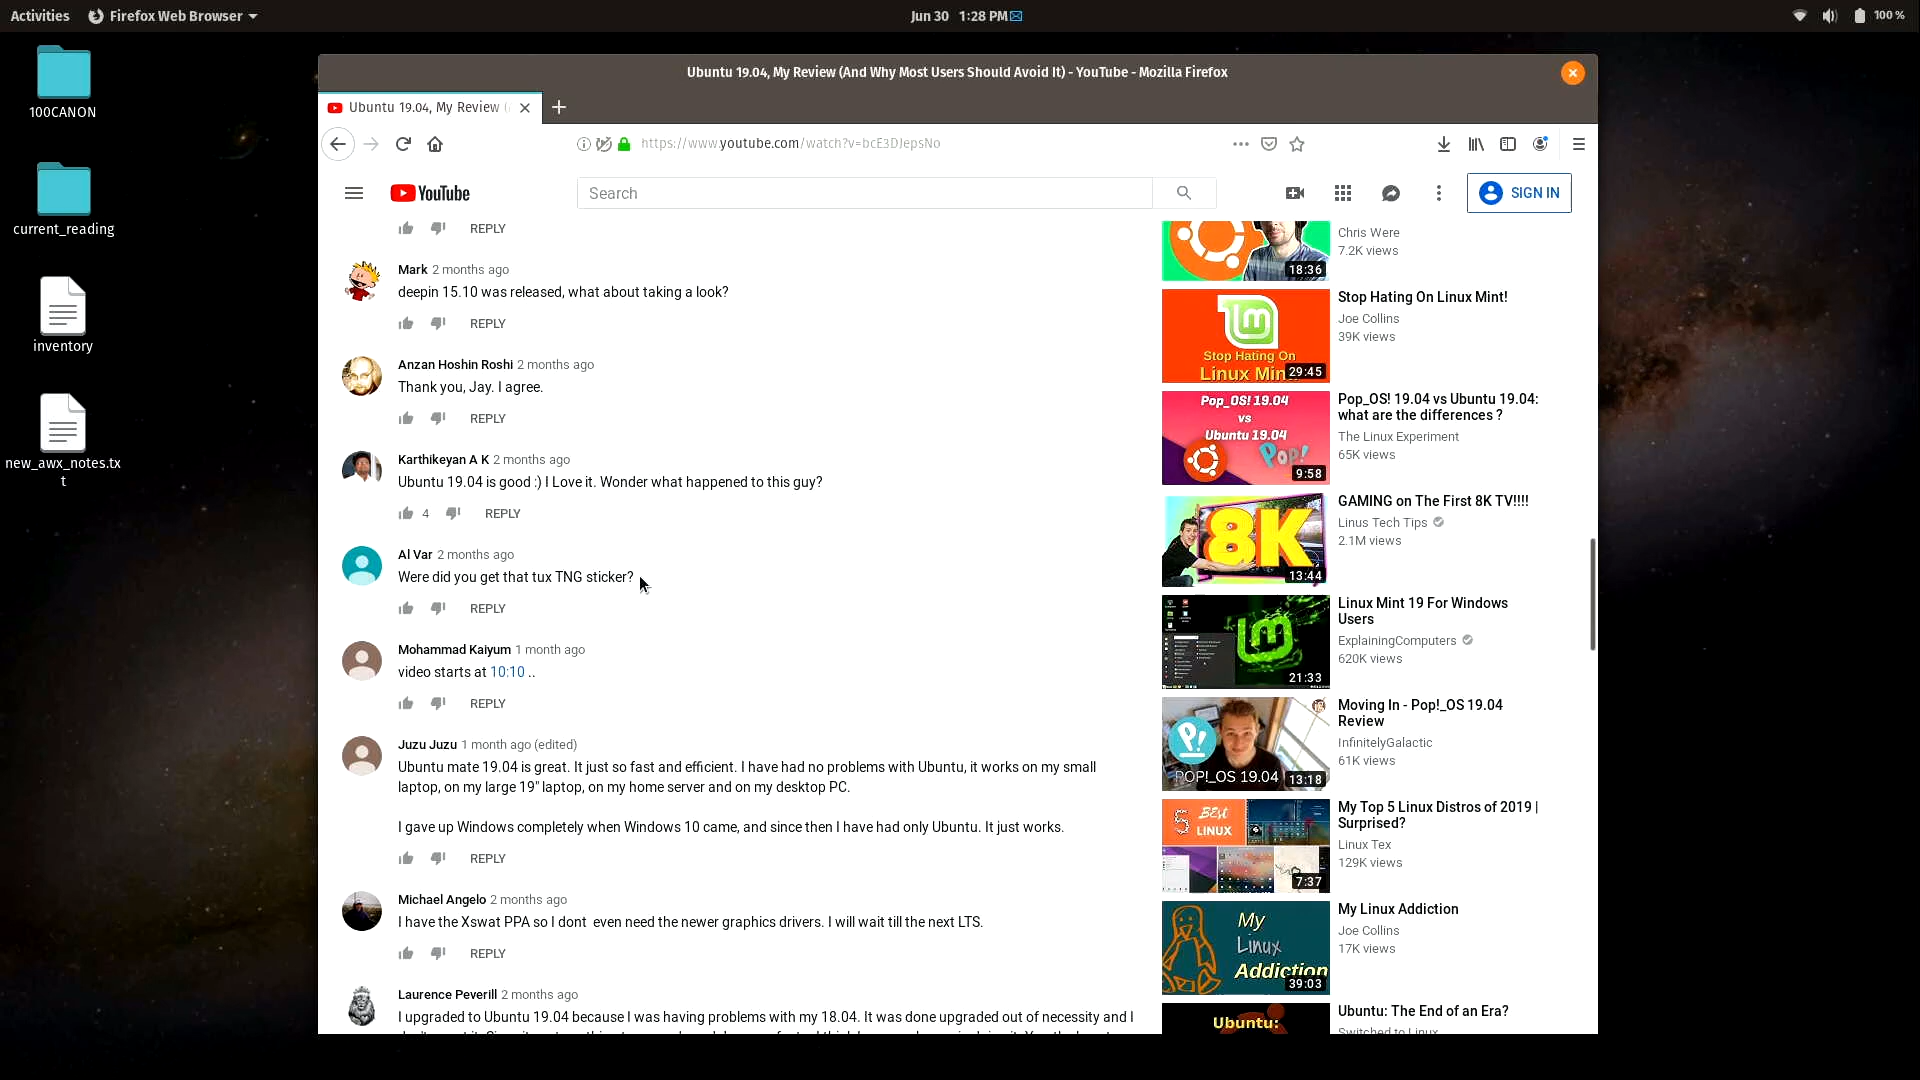 Activities Firefox Web Browser Jun 30 1:28 PM 100 %
100CANON
current_reading
inventory
new_awx_notes.tx
t
Ubuntu 19.04, My Review (And Why Most Users Should Avoid It) - YouTube - Mozilla Firefox
Ubuntu 19.04, My Review (
https://www.youtube.com/watch?v=bcE3DJepsNo
YouTube
Search
SIGN IN
REPLY
Mark 2 months ago
deepin 15.10 was released, what about taking a look?
REPLY
Anzan Hoshin Roshi 2 months ago
Thank you, Jay. I agree.
REPLY
Karthikeyan A K 2 months ago
Ubuntu 19.04 is good :) I Love it. Wonder what happened to this guy?
4 REPLY
Al Var 2 months ago
Were did you get that tux TNG sticker?
REPLY
Mohammad Kaiyum 1 month ago
video starts at 10:10 ..
REPLY
Juzu Juzu 1 month ago (edited)
Ubuntu mate 19.04 is great. It just so fast and efficient. I have had no problems with Ubuntu, it works on my small
laptop, on my large 19" laptop, on my home server and on my desktop PC.
I gave up Windows completely when Windows 10 came, and since then I have had only Ubuntu. It just works.
REPLY
Michael Angelo 2 months ago
I have the Xswat PPA so I dont even need the newer graphics drivers. I will wait till the next LTS.
REPLY
Laurence Peverill 2 months ago
I upgraded to Ubuntu 19.04 because I was having problems with my 18.04. It was done upgraded out of necessity and I
18:36
Chris Were
7.2K views
Stop Hating On
Linux Mint
29:45
Stop Hating On Linux Mint!
Joe Collins
39K views
Pop_OS! 19.04
vs
Ubuntu 19.04
Pop!
9:58
Pop_OS! 19.04 vs Ubuntu 19.04:
what are the differences ?
The Linux Experiment
65K views
8K
13:44
GAMING on The First 8K TV!!!!
Linus Tech Tips
2.1M views
21:33
Linux Mint 19 For Windows
Users
ExplainingComputers
620K views
POP!_OS 19.04
13:18
Moving In - Pop!_OS 19.04
Review
InfinitelyGalactic
61K views
5 BEST
LINUX
7:37
My Top 5 Linux Distros of 2019 |
Surprised?
Linux Tex
129K views
My
Linux
Addiction
39:03
My Linux Addiction
Joe Collins
17K views
Ubuntu:
Ubuntu: The End of an Era?
Switched to Linux